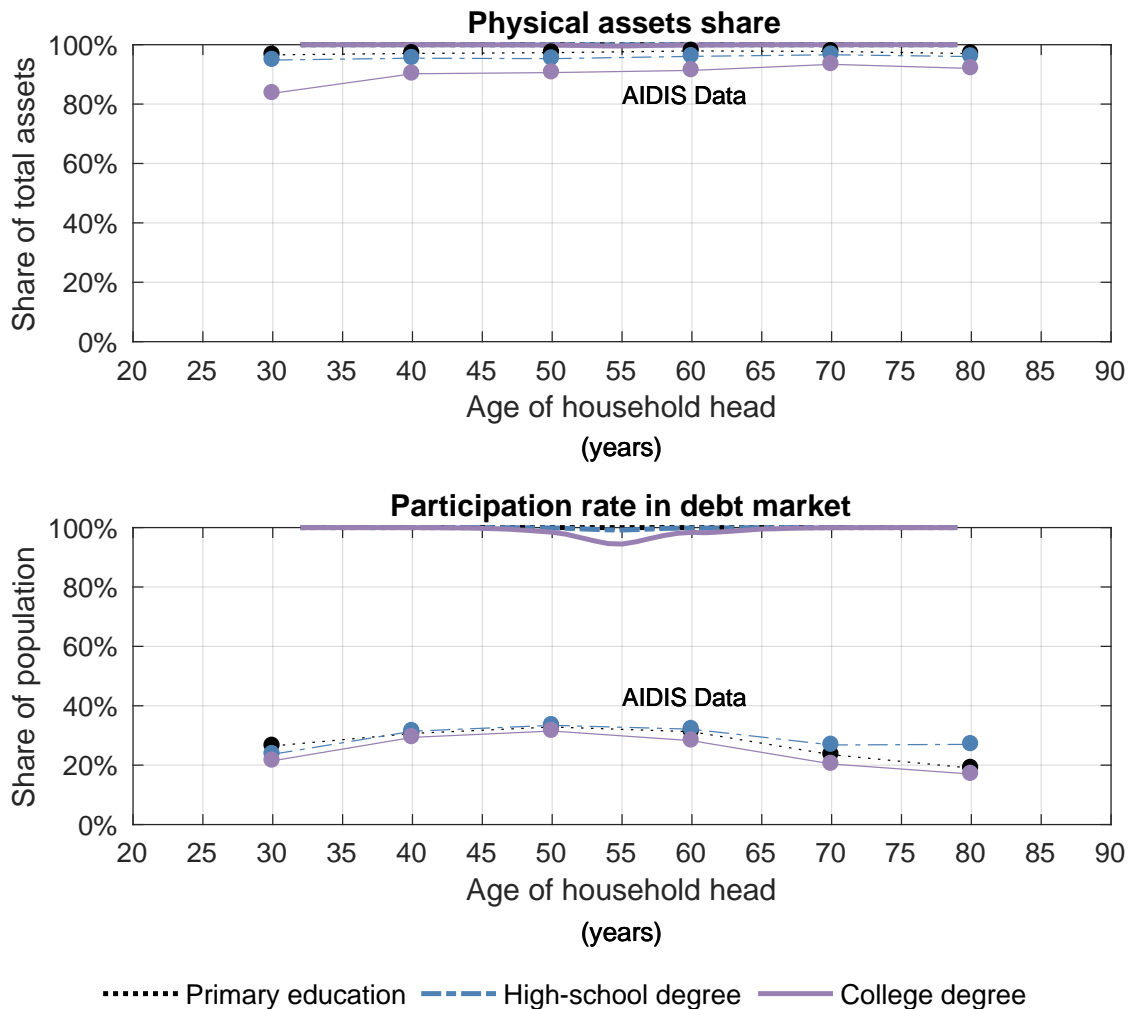 Physical assets share
100%
80%
60%
40%
20%
0%
Share of total assets
AIDIS Data
20 25 30 35 40 45 50 55 60 65 70 75 80 85 90
Age of household head
(years)
Participation rate in debt market
100%
80%
60%
40%
20%
0%
Share of population
AIDIS Data
20 25 30 35 40 45 50 55 60 65 70 75 80 85 90
Age of household head
(years)
Primary education High-school degree College degree